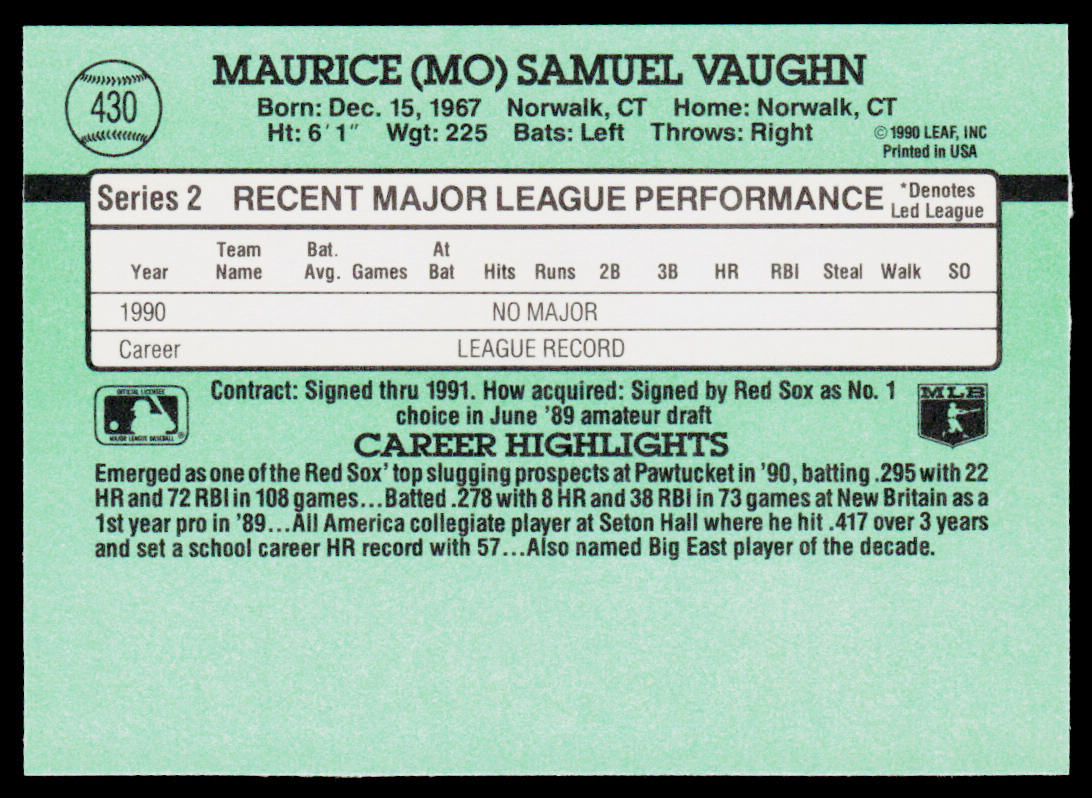 430
MAURICE (MO) SAMUEL VAUGHN
Born: Dec. 15, 1967 Norwalk, CT Home: Norwalk, CT
Ht: 6' 1" Wgt: 225 Bats: Left Throws: Right
© 1990 LEAF, INC
Printed in USA
Series 2 RECENT MAJOR LEAGUE PERFORMANCE *Denotes Led League
Year Team Name Bat. Avg. Games At Bat Hits Runs 2B 3B HR RBI Steal Walk SO
1990 NO MAJOR
Career LEAGUE RECORD
OFFICIAL LICENSEE
MAJOR LEAGUE BASEBALL
®
Contract: Signed thru 1991. How acquired: Signed by Red Sox as No. 1
choice in June '89 amateur draft
MLB
CAREER HIGHLIGHTS
Emerged as one of the Red Sox' top slugging prospects at Pawtucket in '90, batting .295 with 22
HR and 72 RBI in 108 games...Batted .278 with 8 HR and 38 RBI in 73 games at New Britain as a
1st year pro in '89...All America collegiate player at Seton Hall where he hit .417 over 3 years
and set a school career HR record with 57...Also named Big East player of the decade.